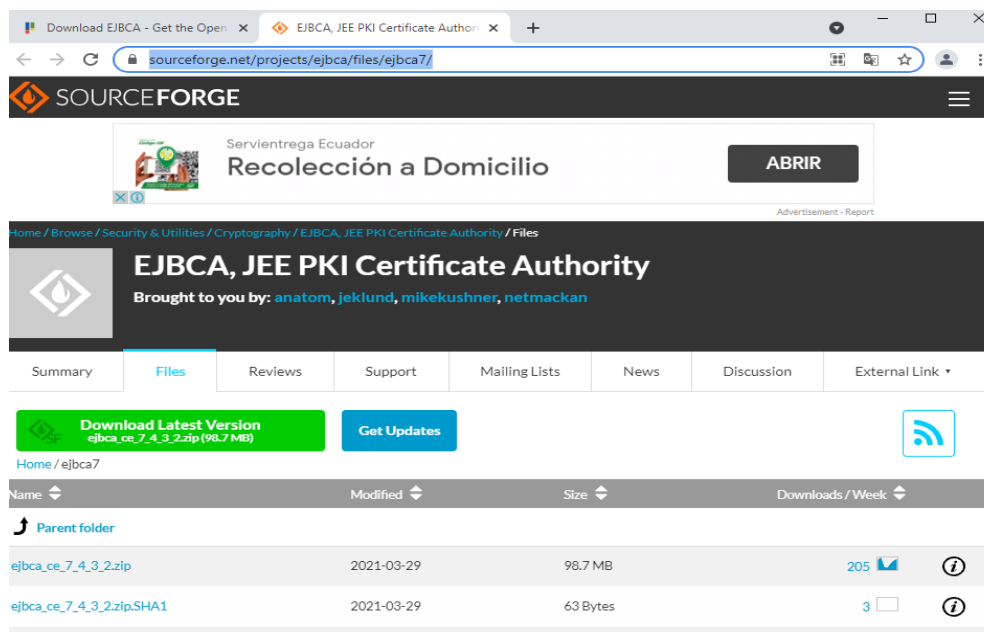 Download EJBCA - Get the Open
EJBCA, JEE PKI Certificate Author
sourceforge.net/projects/ejbca/files/ejbca7/
SOURCEFORGE
Servientrega Ecuador
Recolección a Domicilio
ABRIR
Advertisement - Report
Home / Browse / Security & Utilities / Cryptography / EJBCA, JEE PKI Certificate Authority / Files
EJBCA, JEE PKI Certificate Authority
Brought to you by: anatom, jeklund, mikekushner, netmackan
Summary Files Reviews Support Mailing Lists News Discussion External Link
Download Latest Version
ejbca_ce_7_4_3_2.zip (98.7 MB)
Get Updates
SF
Home / ejbca7
Name Modified Size Downloads / Week
Parent folder
ejbca_ce_7_4_3_2.zip 2021-03-29 98.7 MB 205
ejbca_ce_7_4_3_2.zip.SHA1 2021-03-29 63 Bytes 3